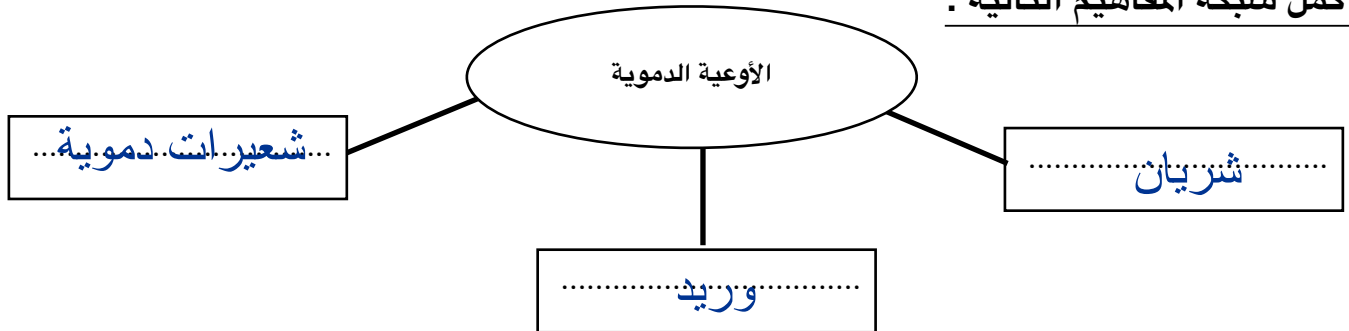 كمل شبكة المفاهيم التالية :
الأوعية الدموية
شريان
وريد
شعيرات دموية